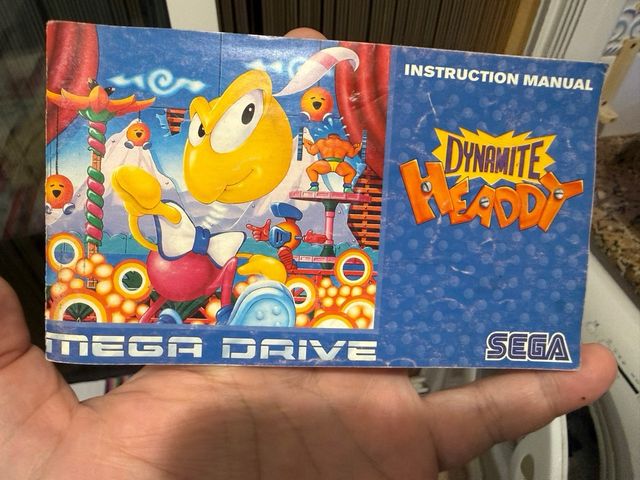 INSTRUCTION MANUAL
DYNAMITE
HEADDY
MEGA DRIVE
SEGA